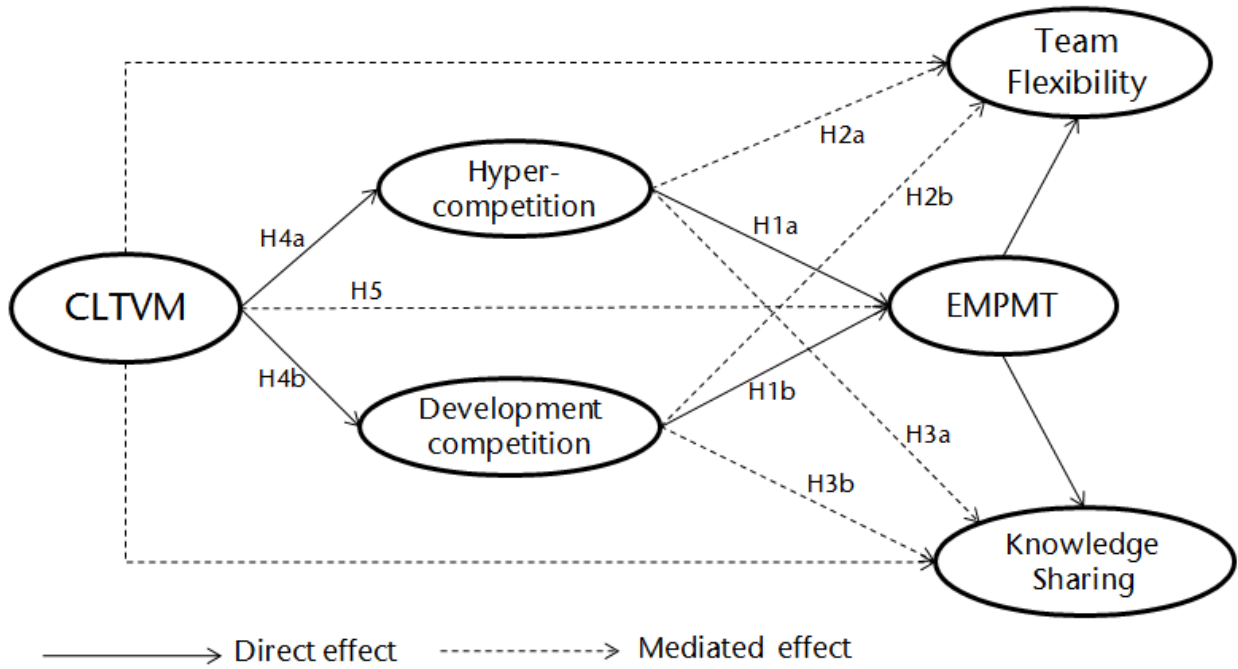 Team
Flexibility
Hyper-
competition
H2a
H2b
H4a
H1a
CLTVM
H5
EMPMT
H4b
H1b
Development
competition
H3a
H3b
Knowledge
Sharing
Direct effect
Mediated effect